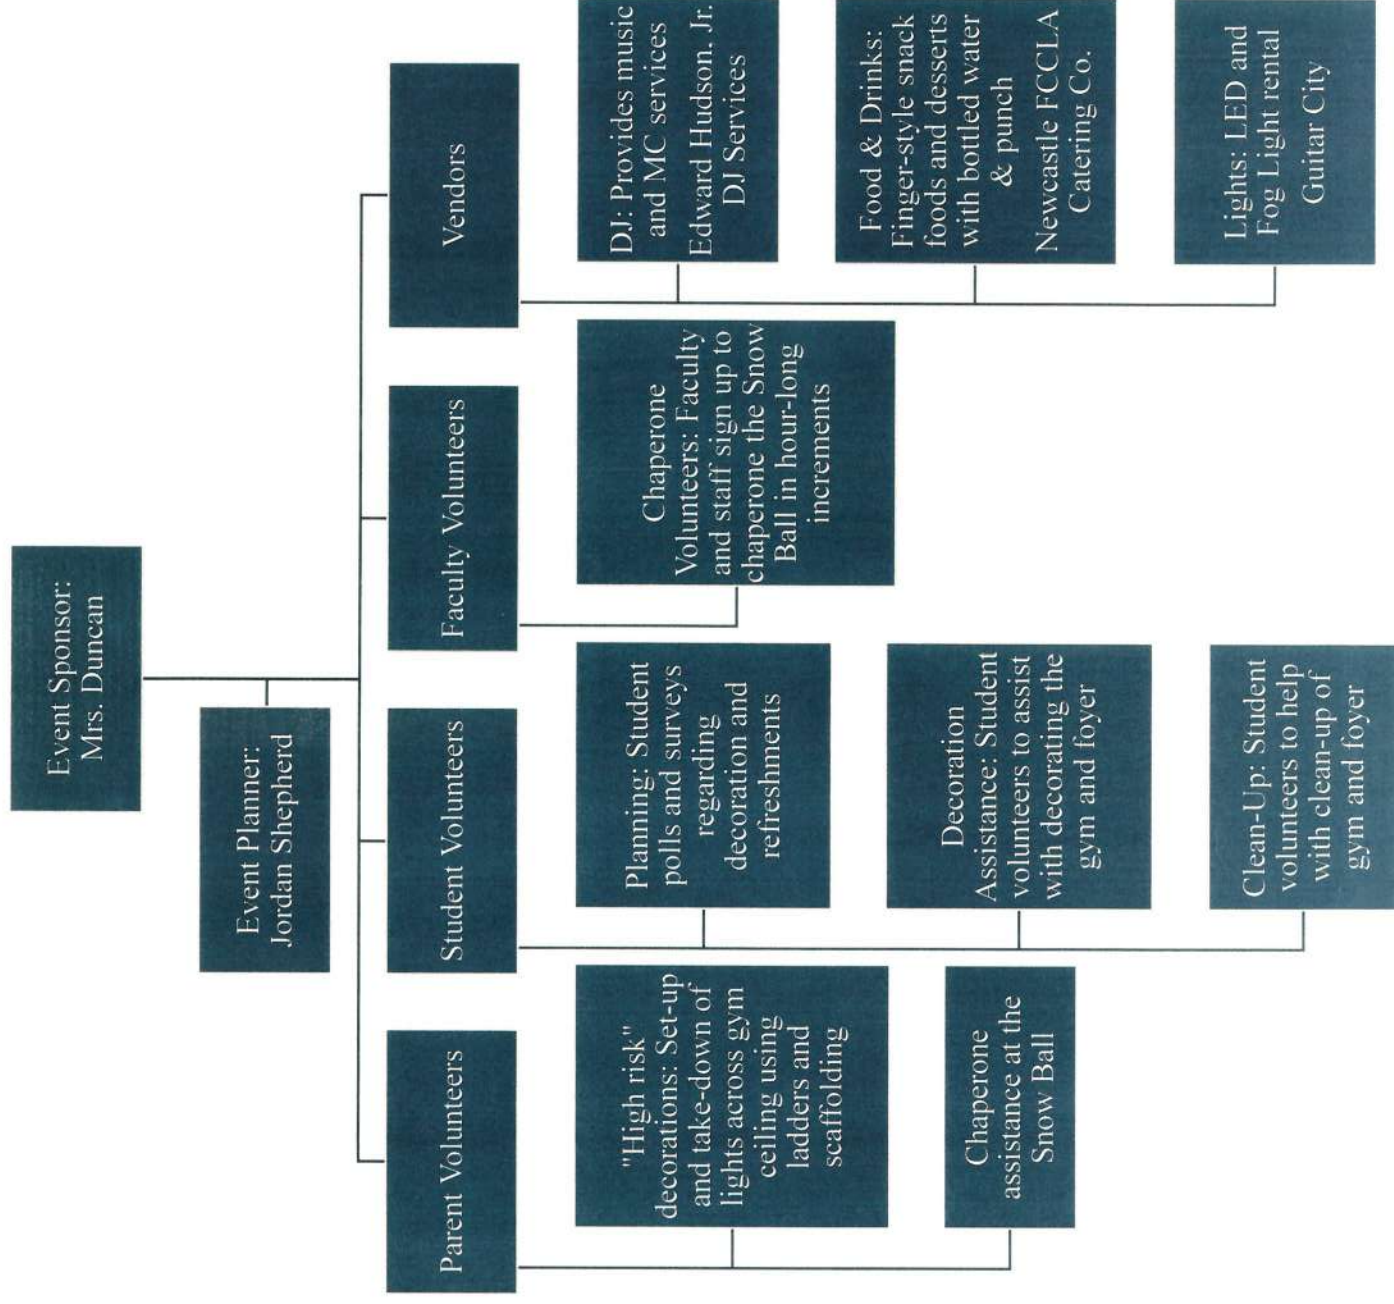 Event Sponsor:
Mrs. Duncan
Event Planner:
Jordan Shepherd
Parent Volunteers
"High risk"
decorations: Set-up
and take-down of
lights across gym
ceiling using
ladders and
scaffolding
Chaperone
assistance at the
Snow Ball
Student Volunteers
Planning: Student
polls and surveys
regarding
decoration and
refreshments
Decoration
Assistance: Student
volunteers to assist
with decorating the
gym and foyer
Clean-Up: Student
volunteers to help
with clean-up of
gym and foyer
Faculty Volunteers
Chaperone
Volunteers: Faculty
and staff sign up to
chaperone the Snow
Ball in hour-long
increments
Vendors
DJ: Provides music
and MC services
Edward Hudson. Jr.
DJ Services
Food & Drinks:
Finger-style snack
foods and desserts
with bottled water
& punch
Newcastle FCCLA
Catering Co.
Lights: LED and
Fog Light rental
Guitar City